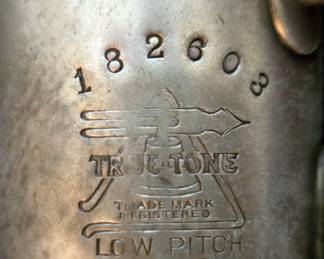 182603
TRUE-TONE
TRADE MARK
REGISTERED
LOW PITCH